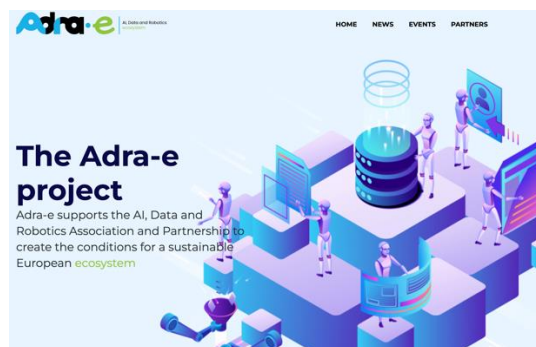 Adra-e AI, Data and Robotics
ecosystem
HOME NEWS EVENTS PARTNERS
The Adra-e
project
Adra-e supports the AI, Data and
Robotics Association and Partnership to
create the conditions for a sustainable
European ecosystem